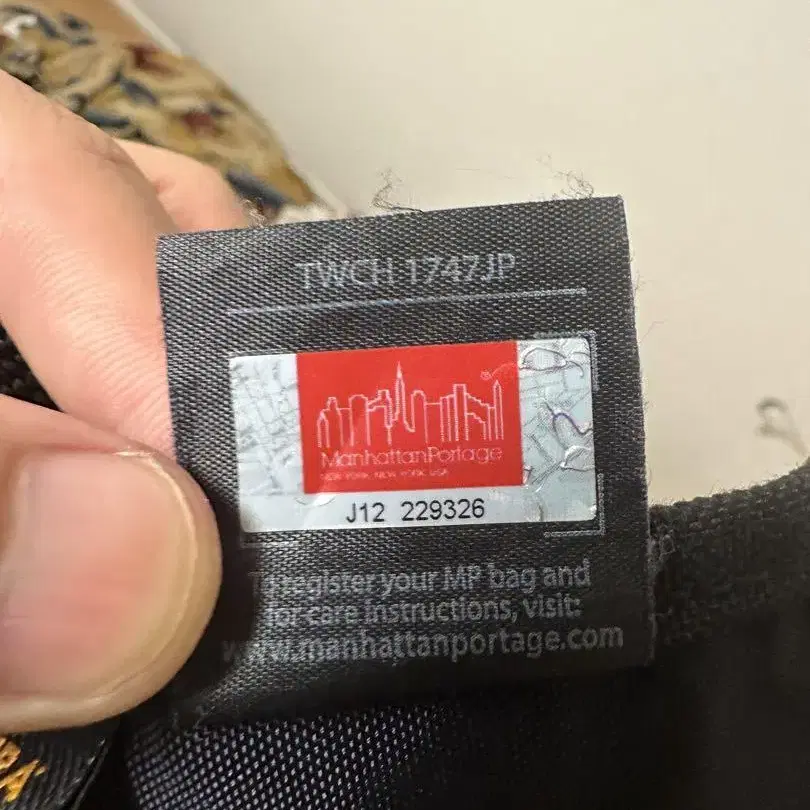 TWCH 1747JP
®
ManhattanPortage
NEW YORK, NEW YORK USA
J12 229326
To register your MP bag and
for care instructions, visit:
www.manhattanportage.com